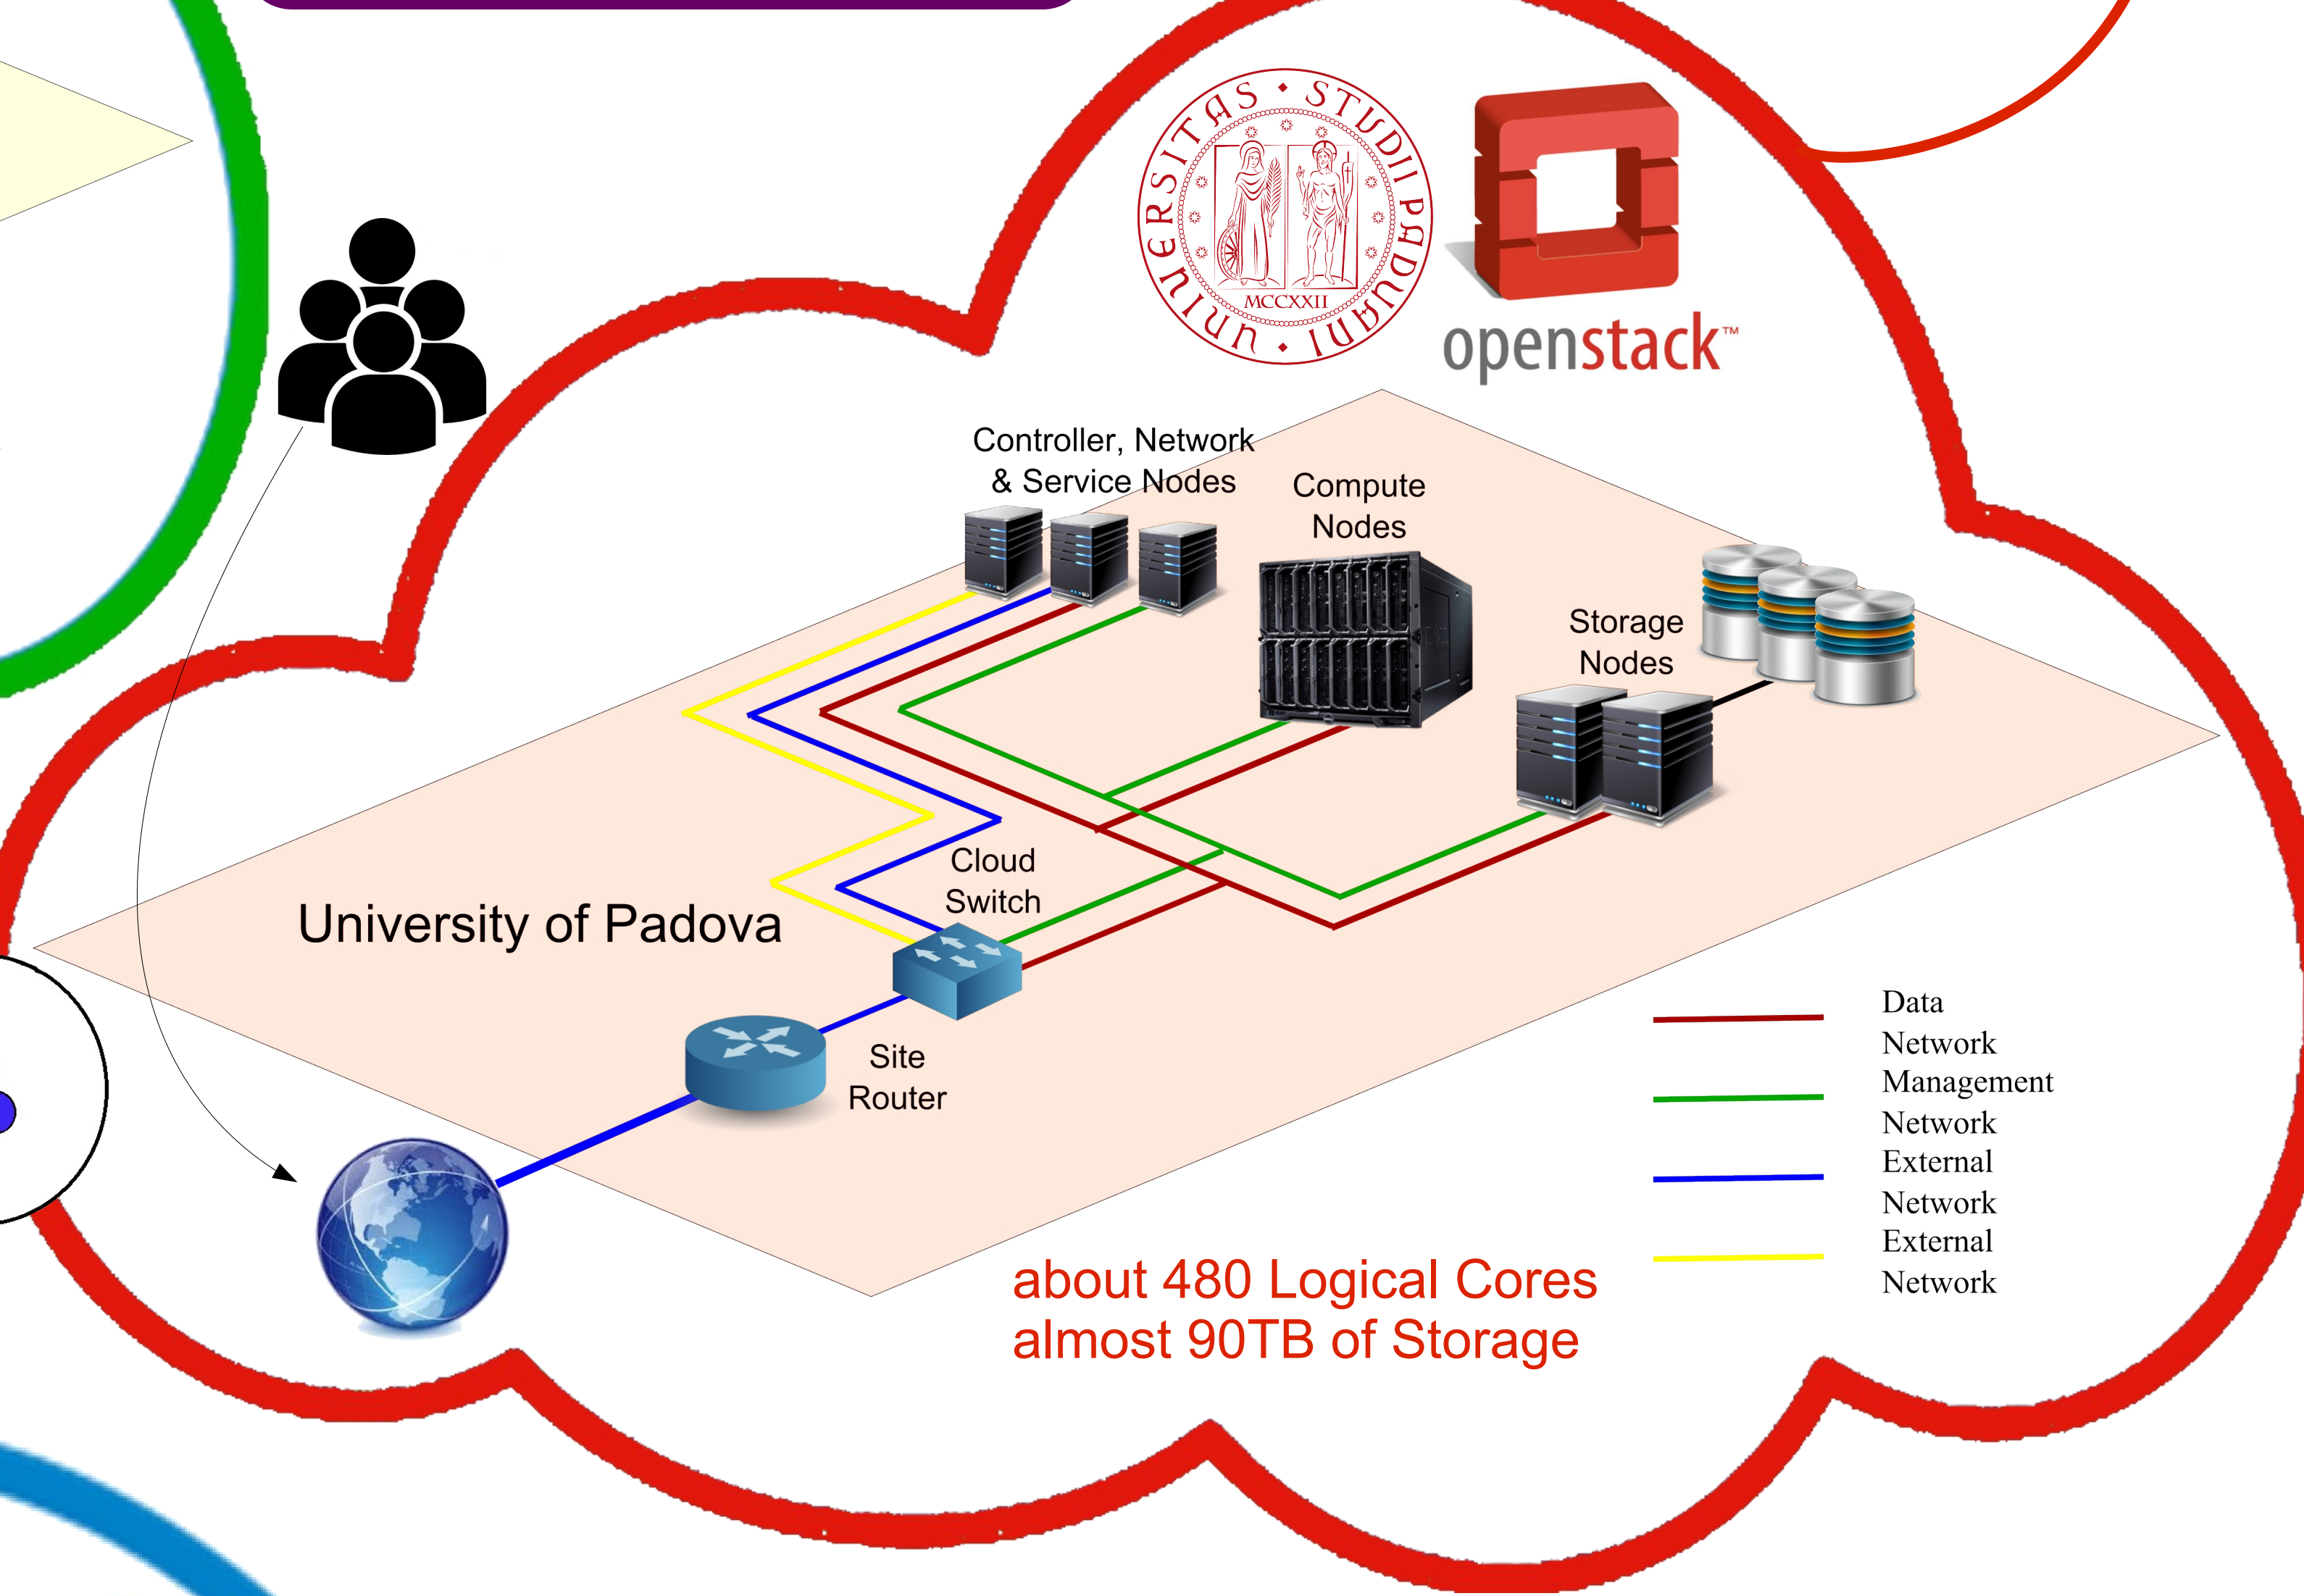 UNIVERSITAS · STUDII PADUANI ·
MCCXXII
openstack™
Controller, Network
& Service Nodes
Compute
Nodes
Storage
Nodes
Cloud
Switch
University of Padova
Site
Router
Data
Network
Management
Network
External
Network
External
Network
about 480 Logical Cores
almost 90TB of Storage